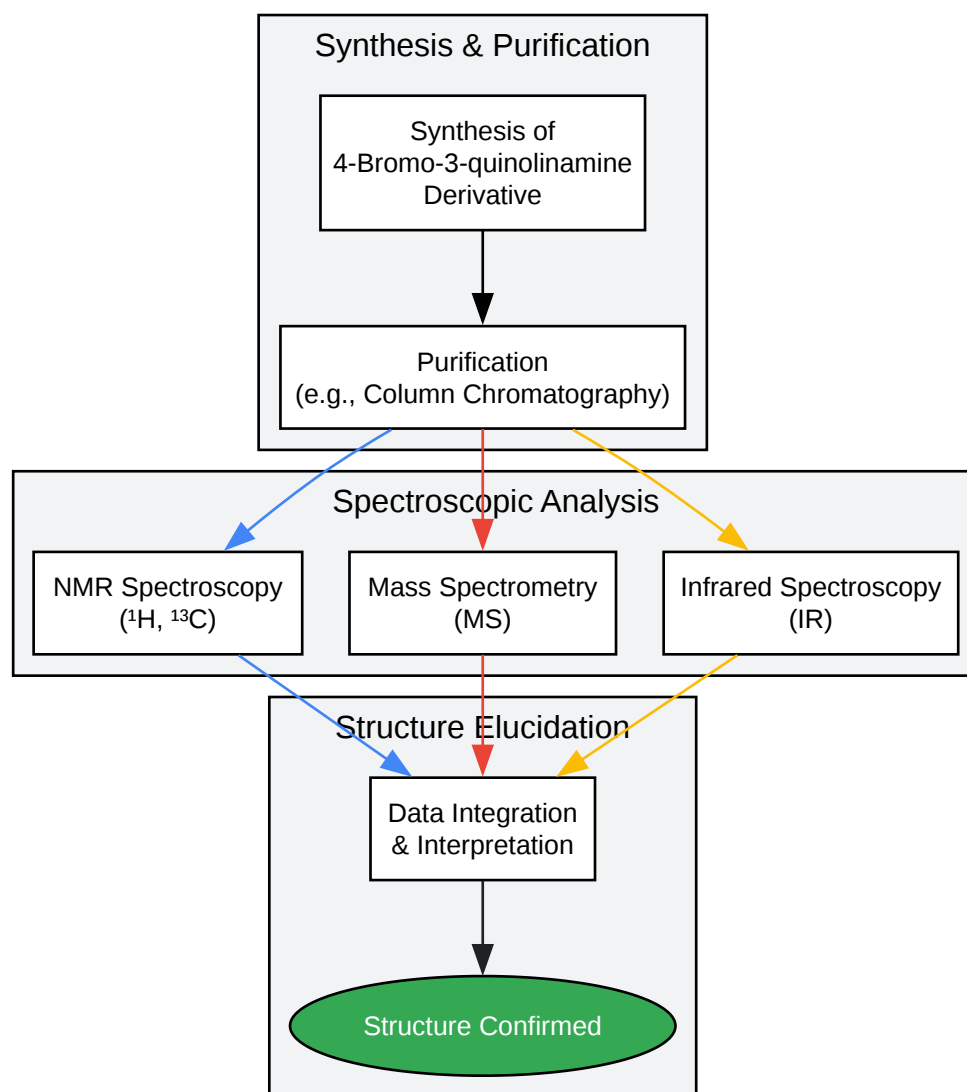 Synthesis & Purification
Synthesis of
4-Bromo-3-quinolinamine
Derivative
Purification
(e.g., Column Chromatography)
Spectroscopic Analysis
NMR Spectroscopy
(¹H, ¹³C)
Mass Spectrometry
(MS)
Infrared Spectroscopy
(IR)
Structure Elucidation
Data Integration
& Interpretation
Structure Confirmed